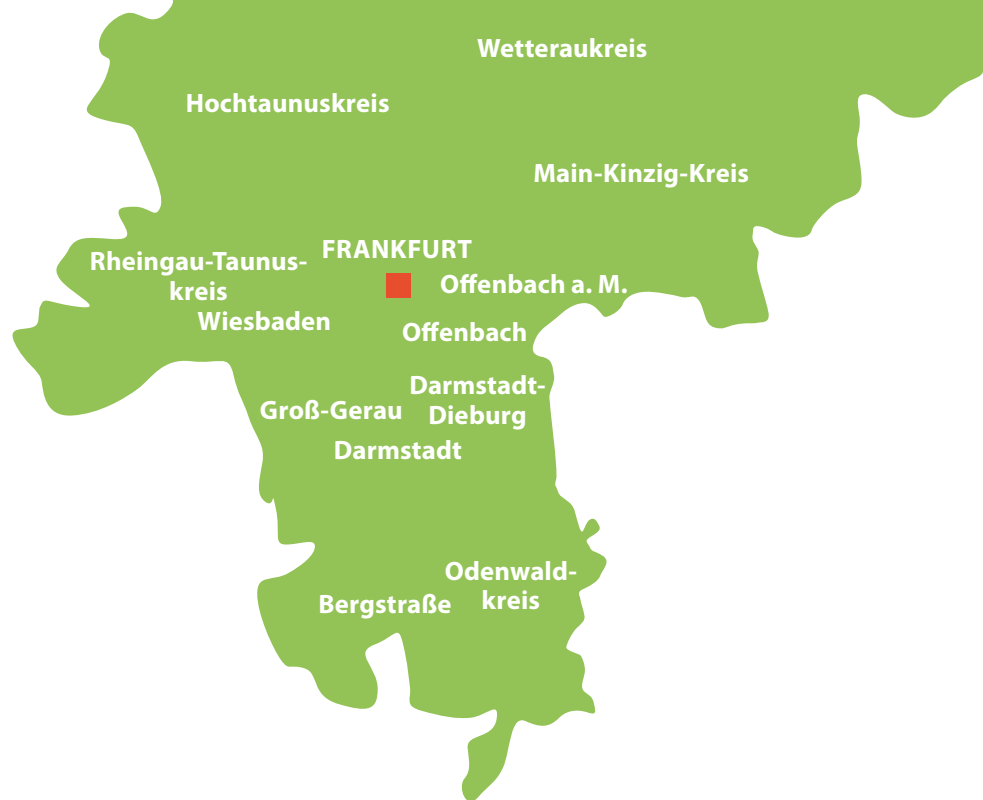 Wetteraukreis
Hochtaunuskreis
Main-Kinzig-Kreis
FRANKFURT
Rheingau-Taunus-
kreis
Offenbach a. M.
Wiesbaden
Offenbach
Darmstadt-
Dieburg
Groß-Gerau
Darmstadt
Odenwald-
kreis
Bergstraße